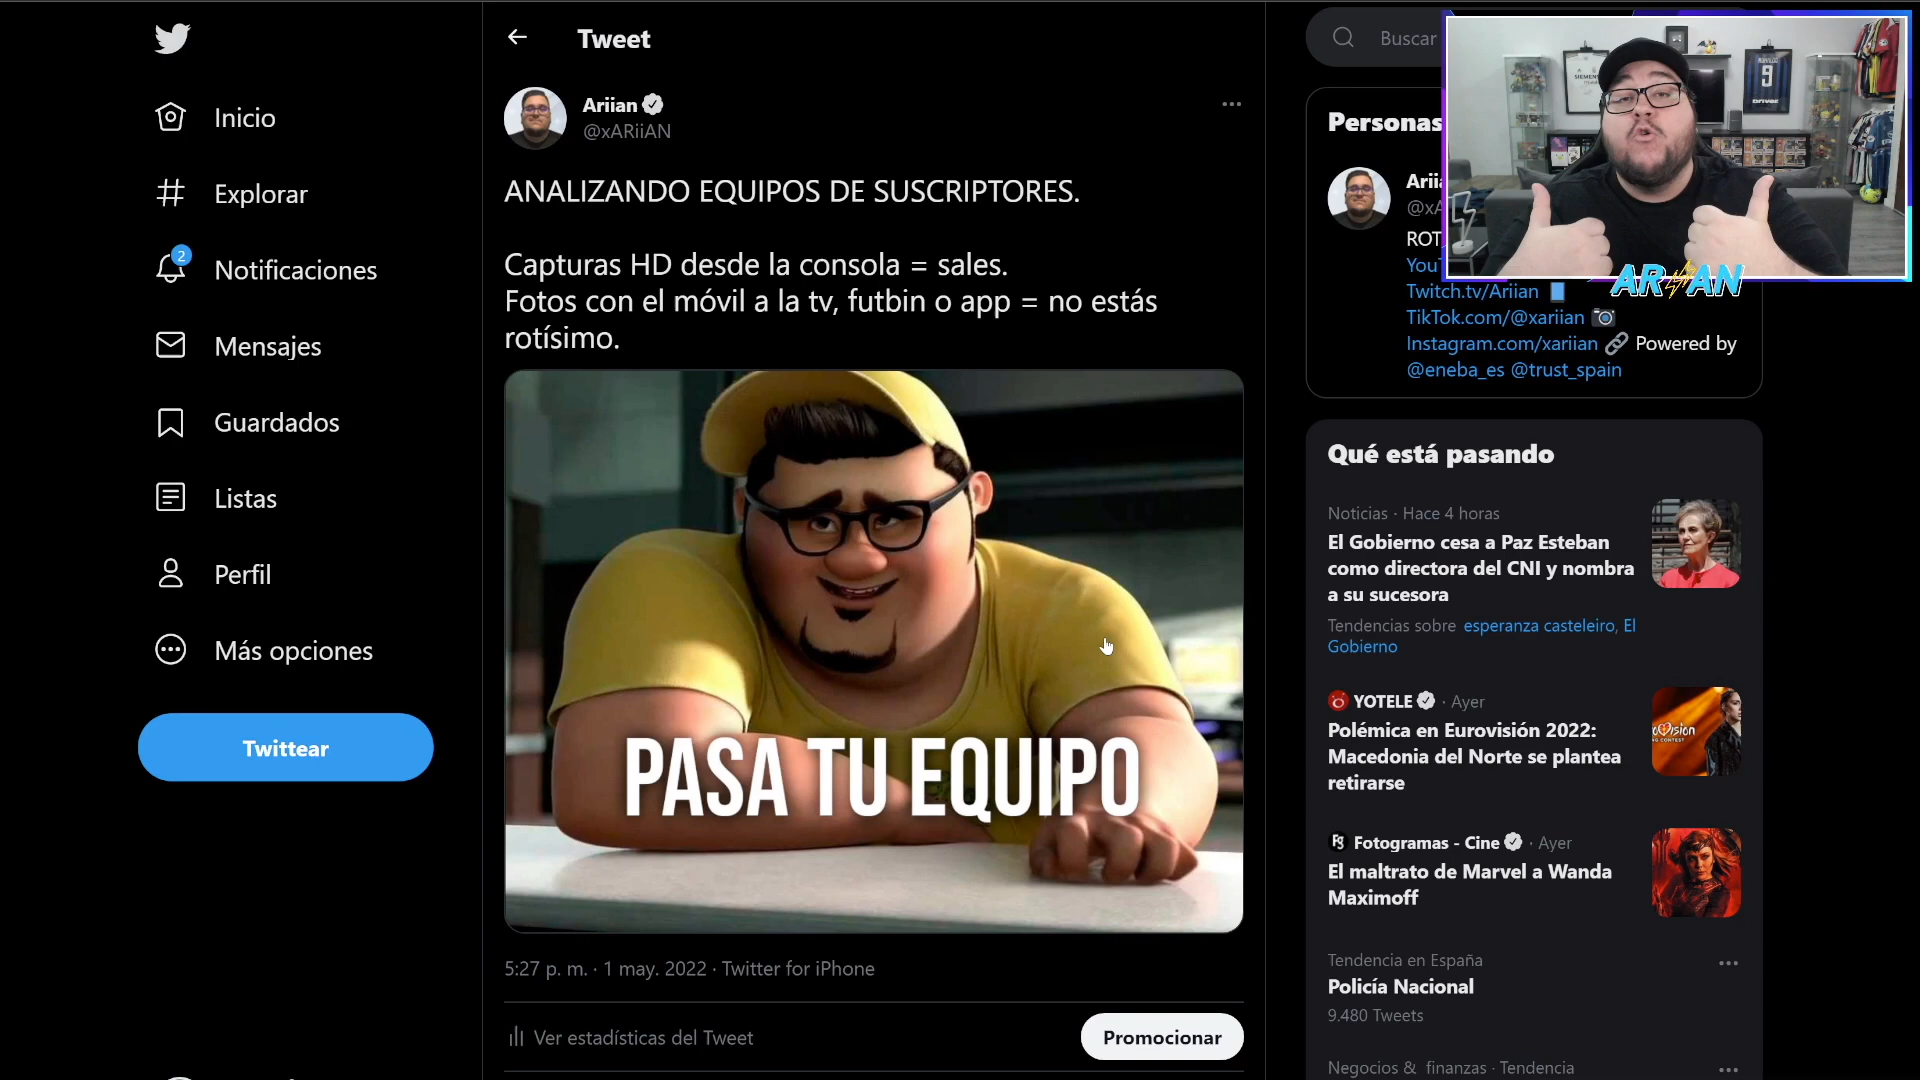 Inicio
Explorar
2
Notificaciones
Mensajes
Guardados
Listas
Perfil
Más opciones
Twittear
Tweet
Ariian
@xARiiAN
ANALIZANDO EQUIPOS DE SUSCRIPTORES.
Capturas HD desde la consola = sales.
Fotos con el móvil a la tv, futbin o app = no estás
rotísimo.
PASA TU EQUIPO
5:27 p. m. · 1 may. 2022 · Twitter for iPhone
Ver estadísticas del Tweet
Promocionar
Buscar
SIEMENS
9
ARIAN
Personas
Ariia
@xA
ROT
YouT
Twitch.tv/Ariian
TikTok.com/@xariian
Instagram.com/xariian Powered by
@eneba_es @trust_spain
Qué está pasando
Noticias · Hace 4 horas
El Gobierno cesa a Paz Esteban
como directora del CNI y nombra
a su sucesora
Tendencias sobre esperanza casteleiro, El
Gobierno
YOTELE · Ayer
Polémica en Eurovisión 2022:
Macedonia del Norte se plantea
retirarse
Fotogramas - Cine · Ayer
El maltrato de Marvel a Wanda
Maximoff
Tendencia en España
Policía Nacional
9.480 Tweets
Negocios & finanzas · Tendencia